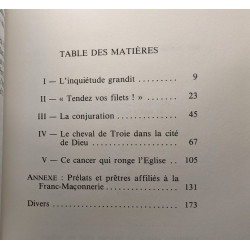 TABLE DES MATIÈRES
I — L'inquiétude grandit ........ 9
II — « Tendez vos filets ! » ........ 23
III — La conjuration ........ 45
IV — Le cheval de Troie dans la cité
de Dieu ........ 67
V — Ce cancer qui ronge l'Eglise .. 105
ANNEXE : Prélats et prêtres affiliés à la
Franc-Maçonnerie ........ 131
Divers ........ 173